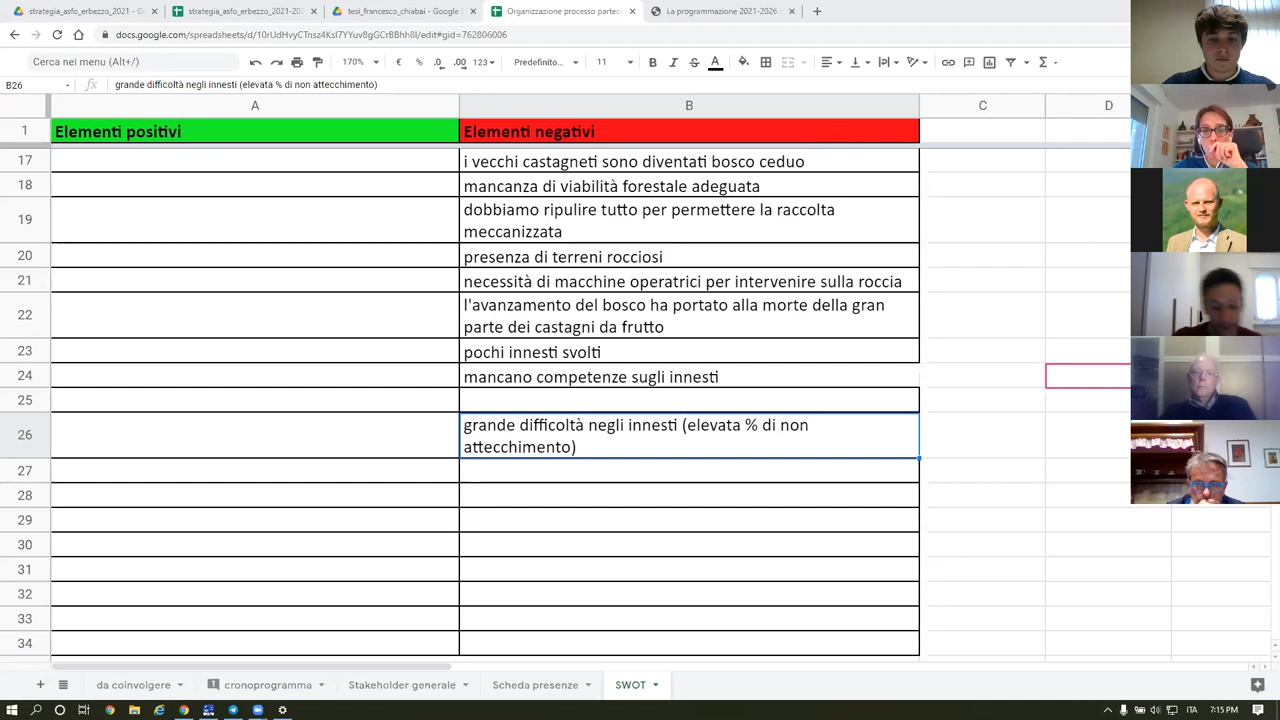 strategia_asfo_erbezzo_2021 - G
strategia_asfo_erbezzo_2021-202
tesi_francesco_chiabai - Google
Organizzazione processo partec
La programmazione 2021-2026
docs.google.com/spreadsheets/d/10rUdHvyCTnsz4KsI7YYuv8gGCrBBhh8l/edit#gid=762806006
Cerca nei menu (Alt+/)
170%
€ % .0 .00 123
Predefinito...
11
B I S A
B26
fx
grande difficoltà negli innesti (elevata % di non attecchimento)
A B C D
1 Elementi positivi Elementi negativi
17 i vecchi castagneti sono diventati bosco ceduo
18 mancanza di viabilità forestale adeguata
19 dobbiamo ripulire tutto per permettere la raccolta
meccanizzata
20 presenza di terreni rocciosi
21 necessità di macchine operatrici per intervenire sulla roccia
22 l'avanzamento del bosco ha portato alla morte della gran
parte dei castagni da frutto
23 pochi innesti svolti
24 mancano competenze sugli innesti
25
26 grande difficoltà negli innesti (elevata % di non
attecchimento)
27
28
29
30
31
32
33
34
da coinvolgere
cronoprogramma
Stakeholder generale
Scheda presenze
SWOT
ITA
7:15 PM